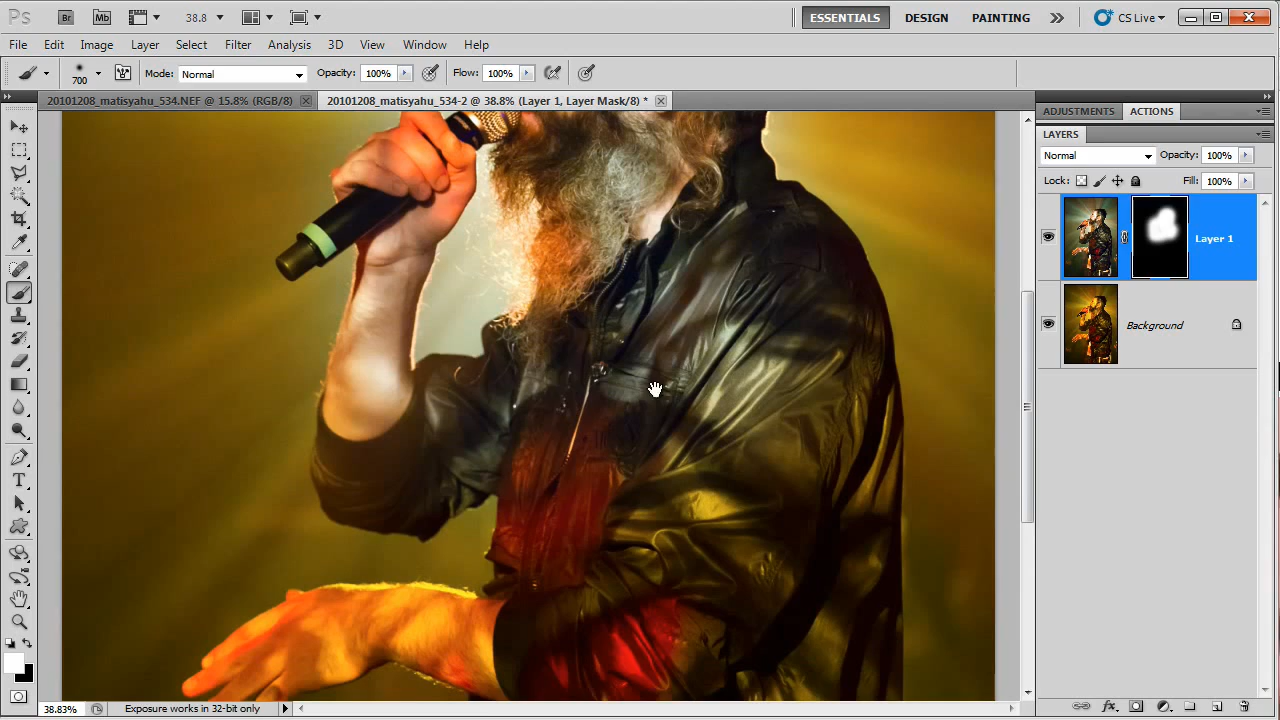 Ps Br Mb 38.8 ESSENTIALS DESIGN PAINTING CS Live
File Edit Image Layer Select Filter Analysis 3D View Window Help
700 Mode: Normal Opacity: 100% Flow: 100%
20101208_matisyahu_534.NEF @ 15.8% (RGB/8) 20101208_matisyahu_534-2 @ 38.8% (Layer 1, Layer Mask/8) *
ADJUSTMENTS ACTIONS
LAYERS
Normal Opacity: 100%
Lock: Fill: 100%
Layer 1
Background
T
38.83% Exposure works in 32-bit only